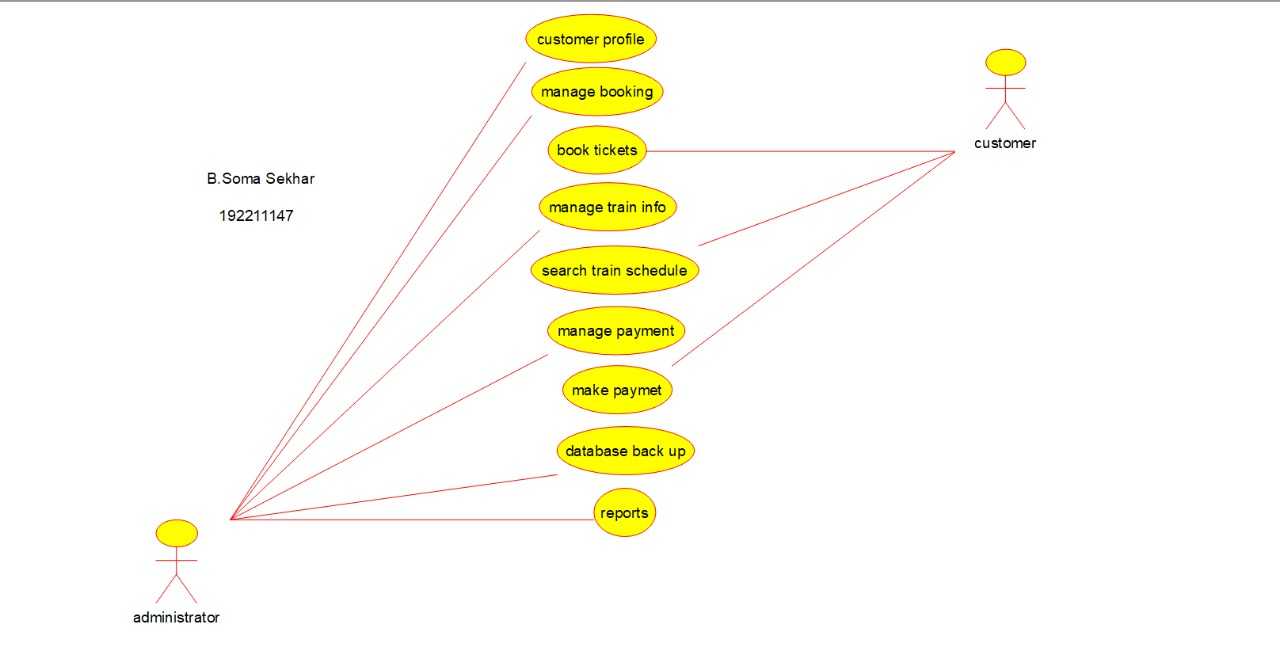 customer profile
manage booking
book tickets
customer
B.Soma Sekhar
manage train info
192211147
search train schedule
manage payment
make paymet
database back up
reports
administrator